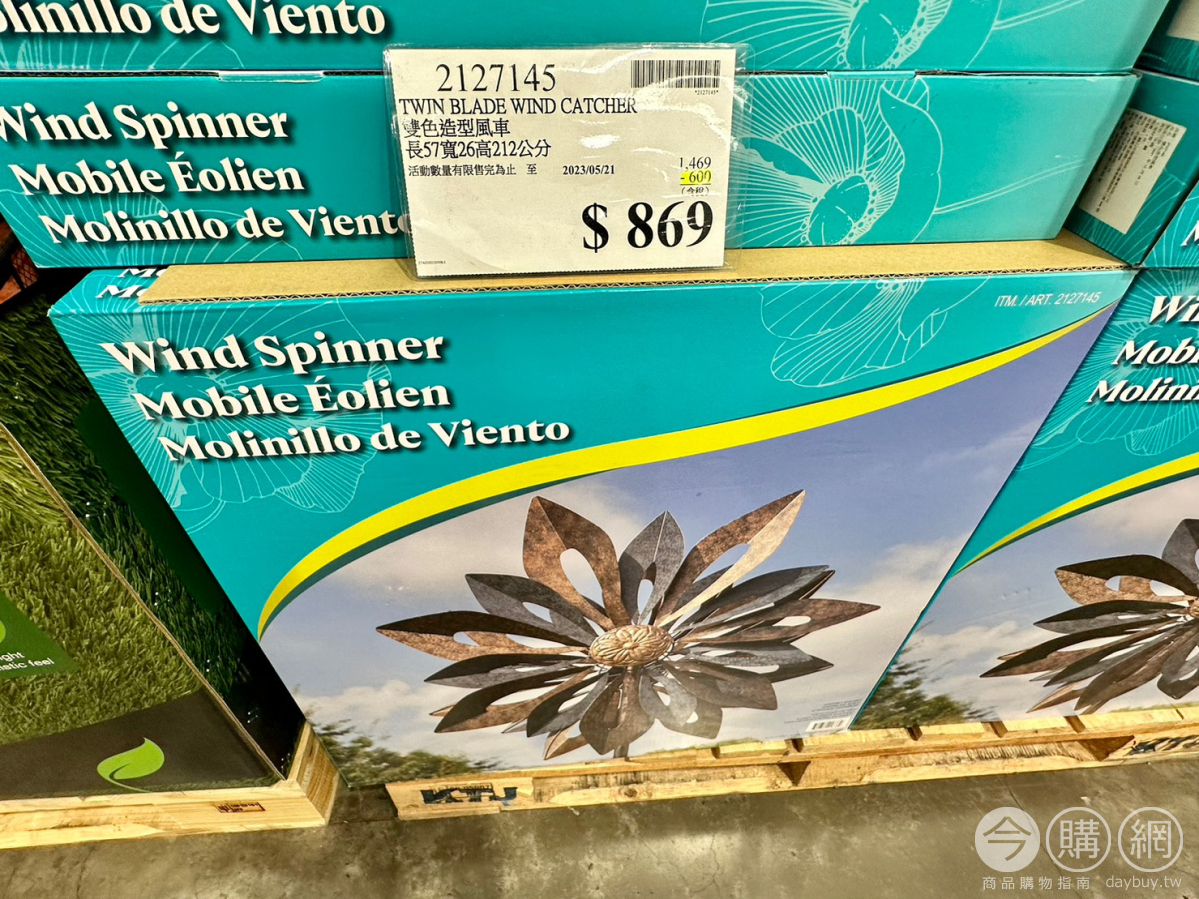 Molinillo de Viento
2127145
*2127145*
TWIN BLADE WIND CATCHER
雙色造型風車
長57寬26高212公分
活動數量有限售完為止 至 2023/05/21
1,469
- 600
(含稅)
$ 869
Wind Spinner
Mobile Éolien
Molinillo de Viento
ITM. / ART. 2127145
Wind Spinner
Mobile Éolien
Molinillo de Viento
今購網
商品購物指南 daybuy.tw